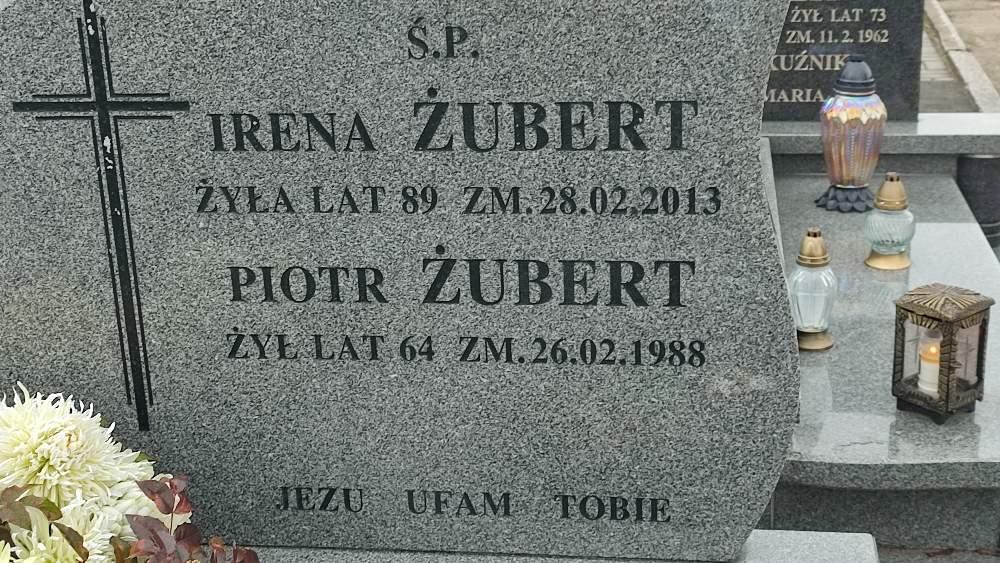 Ś.P.
IRENA ŻUBERT
ŻYŁA LAT 89 ZM. 28.02.2013
PIOTR ŻUBERT
ŻYŁ LAT 64 ZM. 26.02.1988
JEZU UFAM TOBIE
ŻYŁ LAT 73
ZM. 11. 2. 1962
KUŹNIK
MARIA